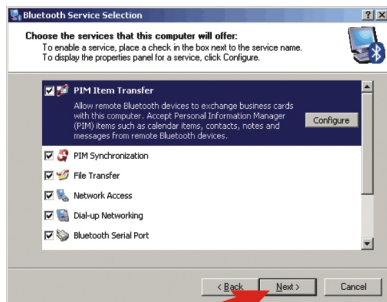 Bluetooth Service Selection
Choose the services that this computer will offer:
To enable a service, place a check in the box next to the service name.
To display the properties panel for a service, click Configure.
PIM Item Transfer
Allow remote Bluetooth devices to exchange business cards
with this computer. Accept Personal Information Manager
(PIM) items such as calendar items, contacts, notes and
messages from remote Bluetooth devices.
Configure
PIM Synchronization
File Transfer
Network Access
Dial-up Networking
Bluetooth Serial Port
< Back
Next >
Cancel